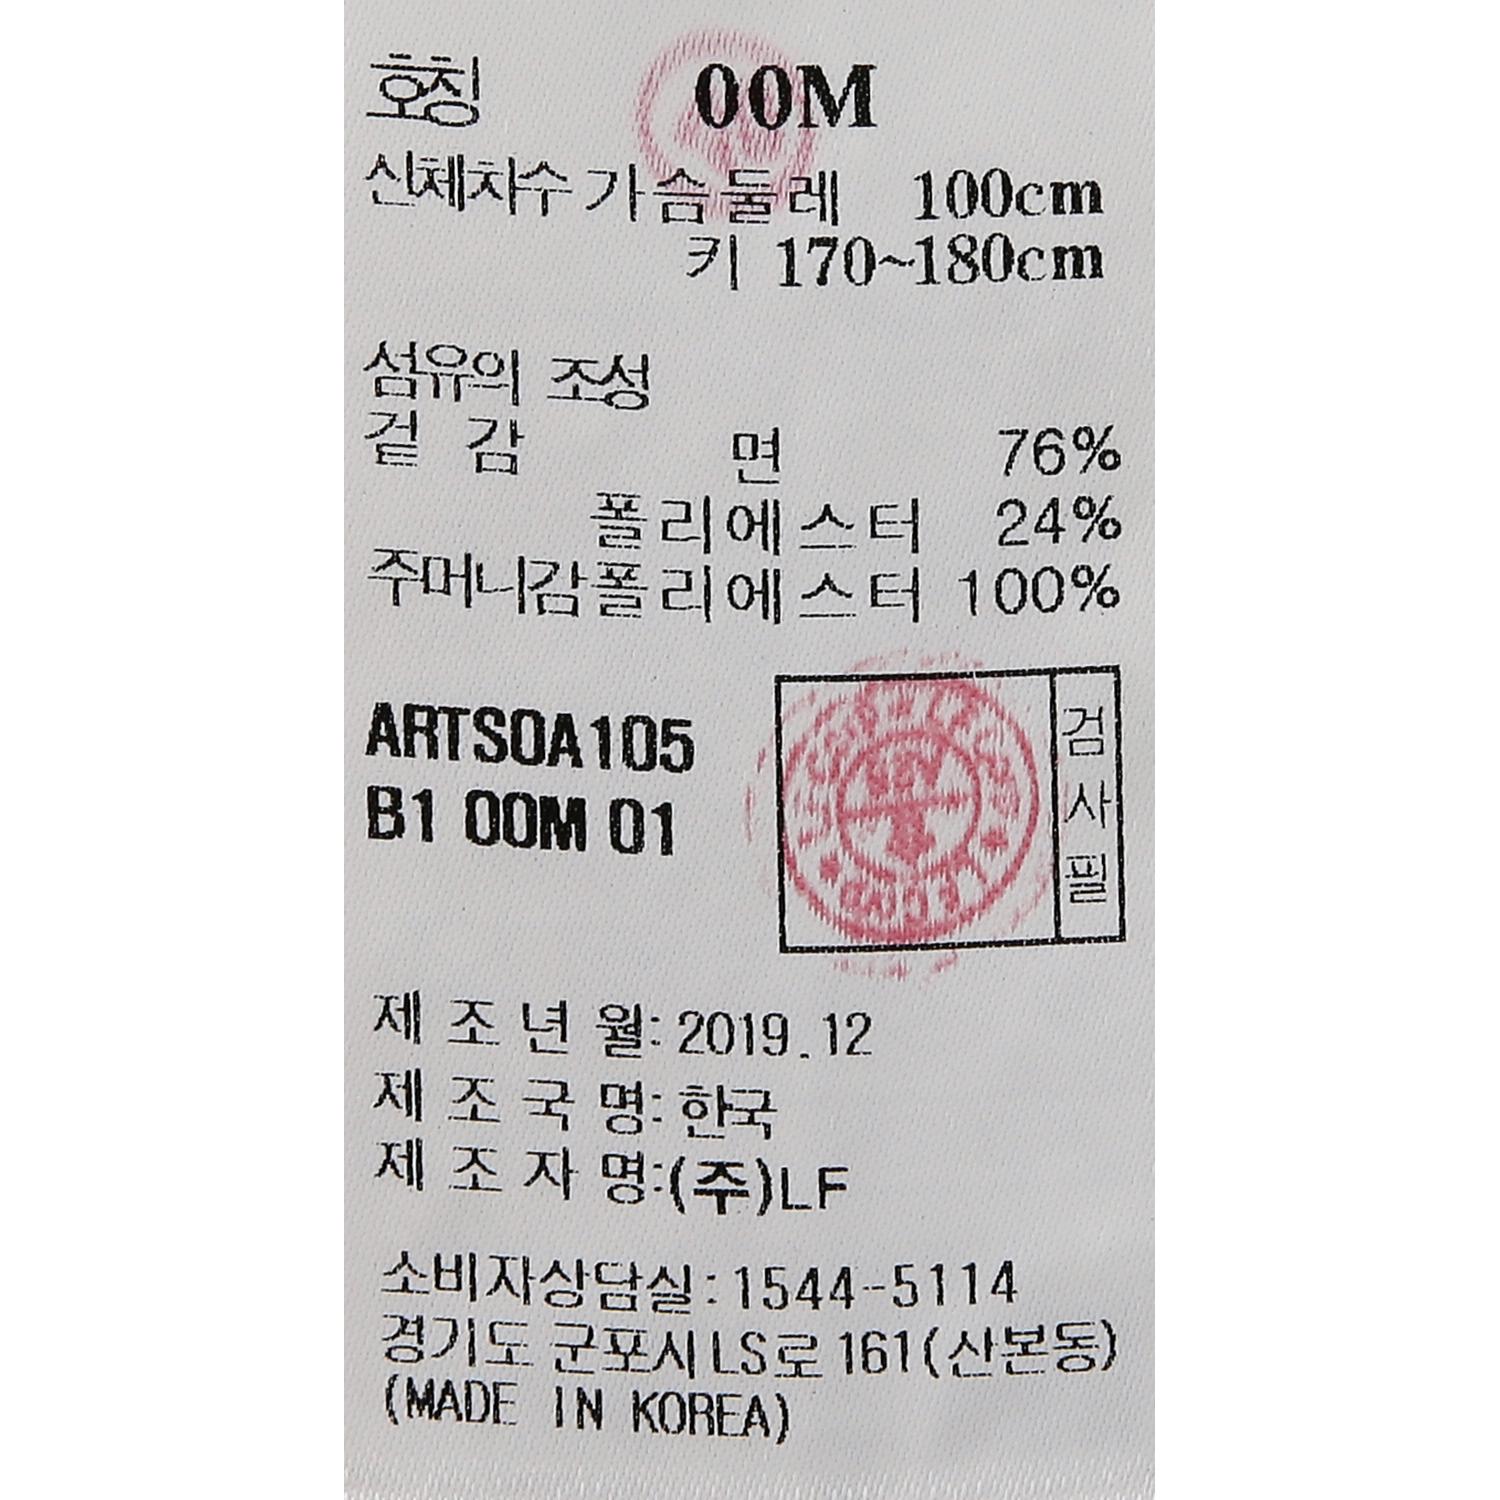 호칭 00M
신체치수 가슴둘레 100cm
키 170~180cm
섬유의 조성
겉 감 면 76%
폴리에스터 24%
주머니감 폴리에스터 100%
ARTS0A105
B1 00M 01
검
사
필
제 조 년 월: 2019.12
제 조 국 명: 한국
제 조 자 명:(주)LF
소비자상담실: 1544-5114
경기도 군포시 LS로 161(산본동)
(MADE IN KOREA)